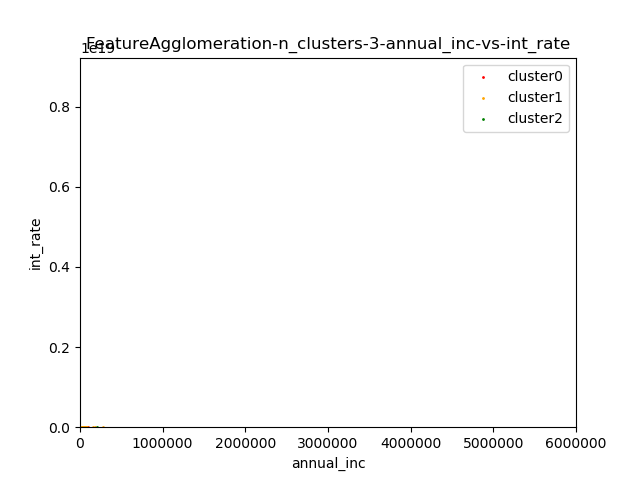 FeatureAgglomeration-n_clusters-3-annual_inc-vs-int_rate
1e19
cluster0
cluster1
cluster2
0.8
0.6
0.4
0.2
0.0
int_rate
0 1000000 2000000 3000000 4000000 5000000 6000000
annual_inc